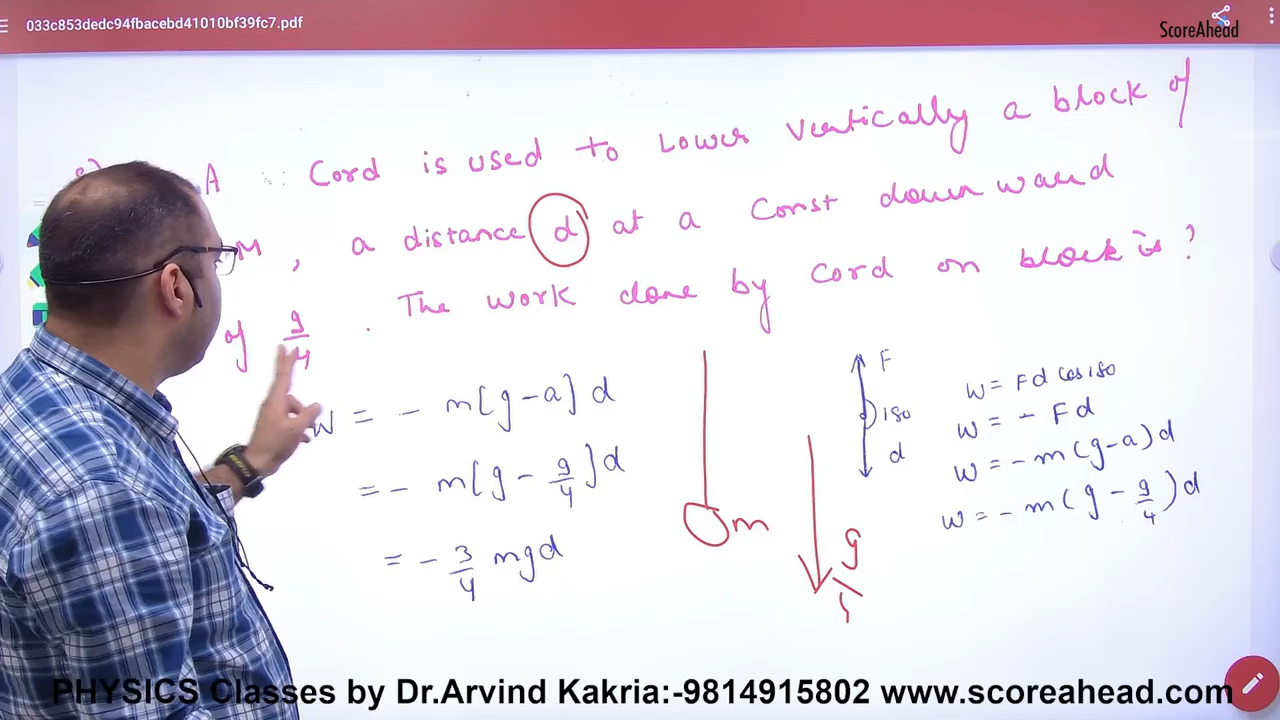 033c853dedc94fbacebd41010bf39fc7.pdf
ScoreAhead
A Cord is used to Lower vertically a block of
M, a distance d at a Const downward
of g/4. The work done by Cord on block is?
W = - m[g-a]d
= - m[g - g/4]d
= - 3/4 mgd
m
g
F
180
d
W = Fd cos 180
W = - Fd
W = - m(g-a)d
W = - m(g - g/4)d
PHYSICS Classes by Dr.Arvind Kakria:-9814915802 www.scoreahead.com